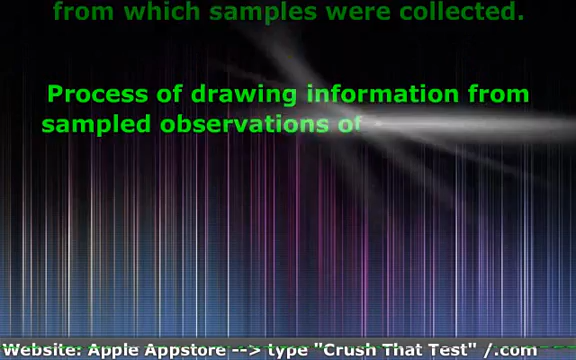 from which samples were collected.
Process of drawing information from
sampled observations of
Website: Apple Appstore --> type "Crush That Test" /.com